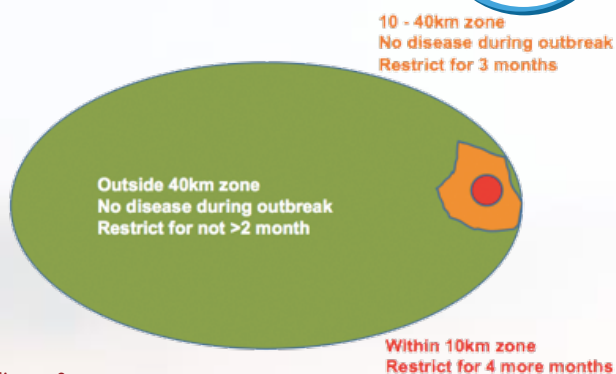 10 - 40km zone
No disease during outbreak
Restrict for 3 months
Outside 40km zone
No disease during outbreak
Restrict for not >2 month
Within 10km zone
Restrict for 4 more months